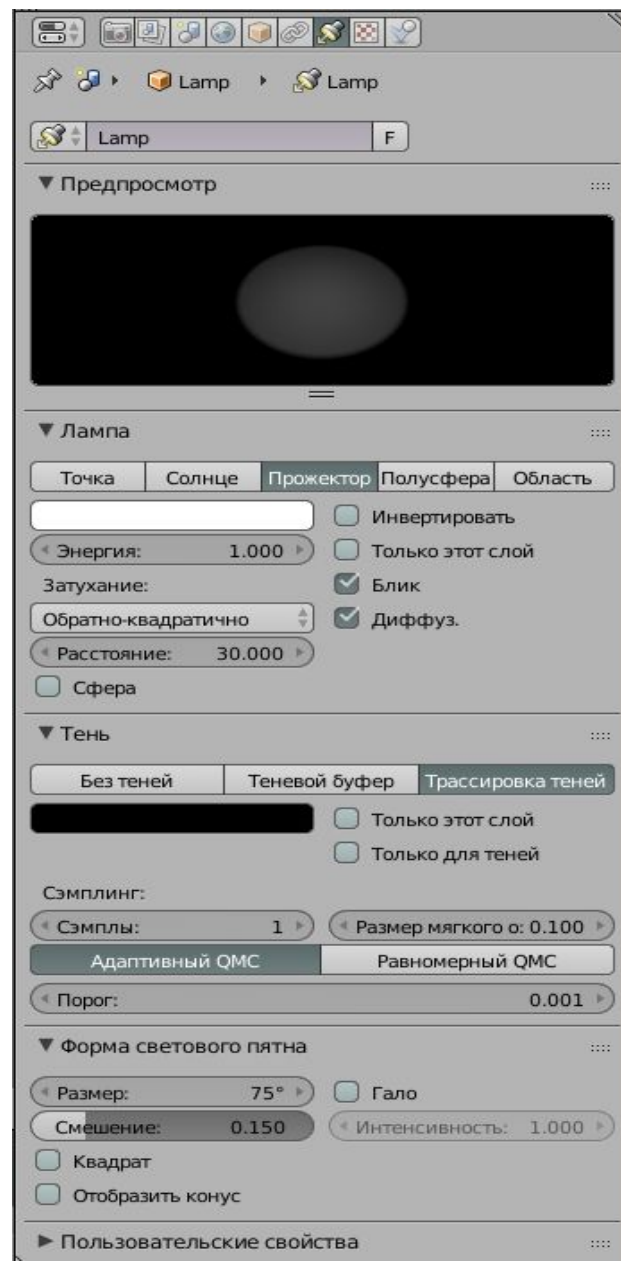 Lamp Lamp
Lamp F
Предпросмотр
Лампа
Точка Солнце Прожектор Полусфера Область
Инвертировать
Энергия: 1.000 Только этот слой
Затухание: Блик
Обратно-квадратично Диффуз.
Расстояние: 30.000
Сфера
Тень
Без теней Теневой буфер Трассировка теней
Только этот слой
Только для теней
Сэмплинг:
Сэмплы: 1 Размер мягкого о: 0.100
Адаптивный QMC Равномерный QMC
Порог: 0.001
Форма светового пятна
Размер: 75° Гало
Смешение: 0.150 Интенсивность: 1.000
Квадрат
Отобразить конус
Пользовательские свойства